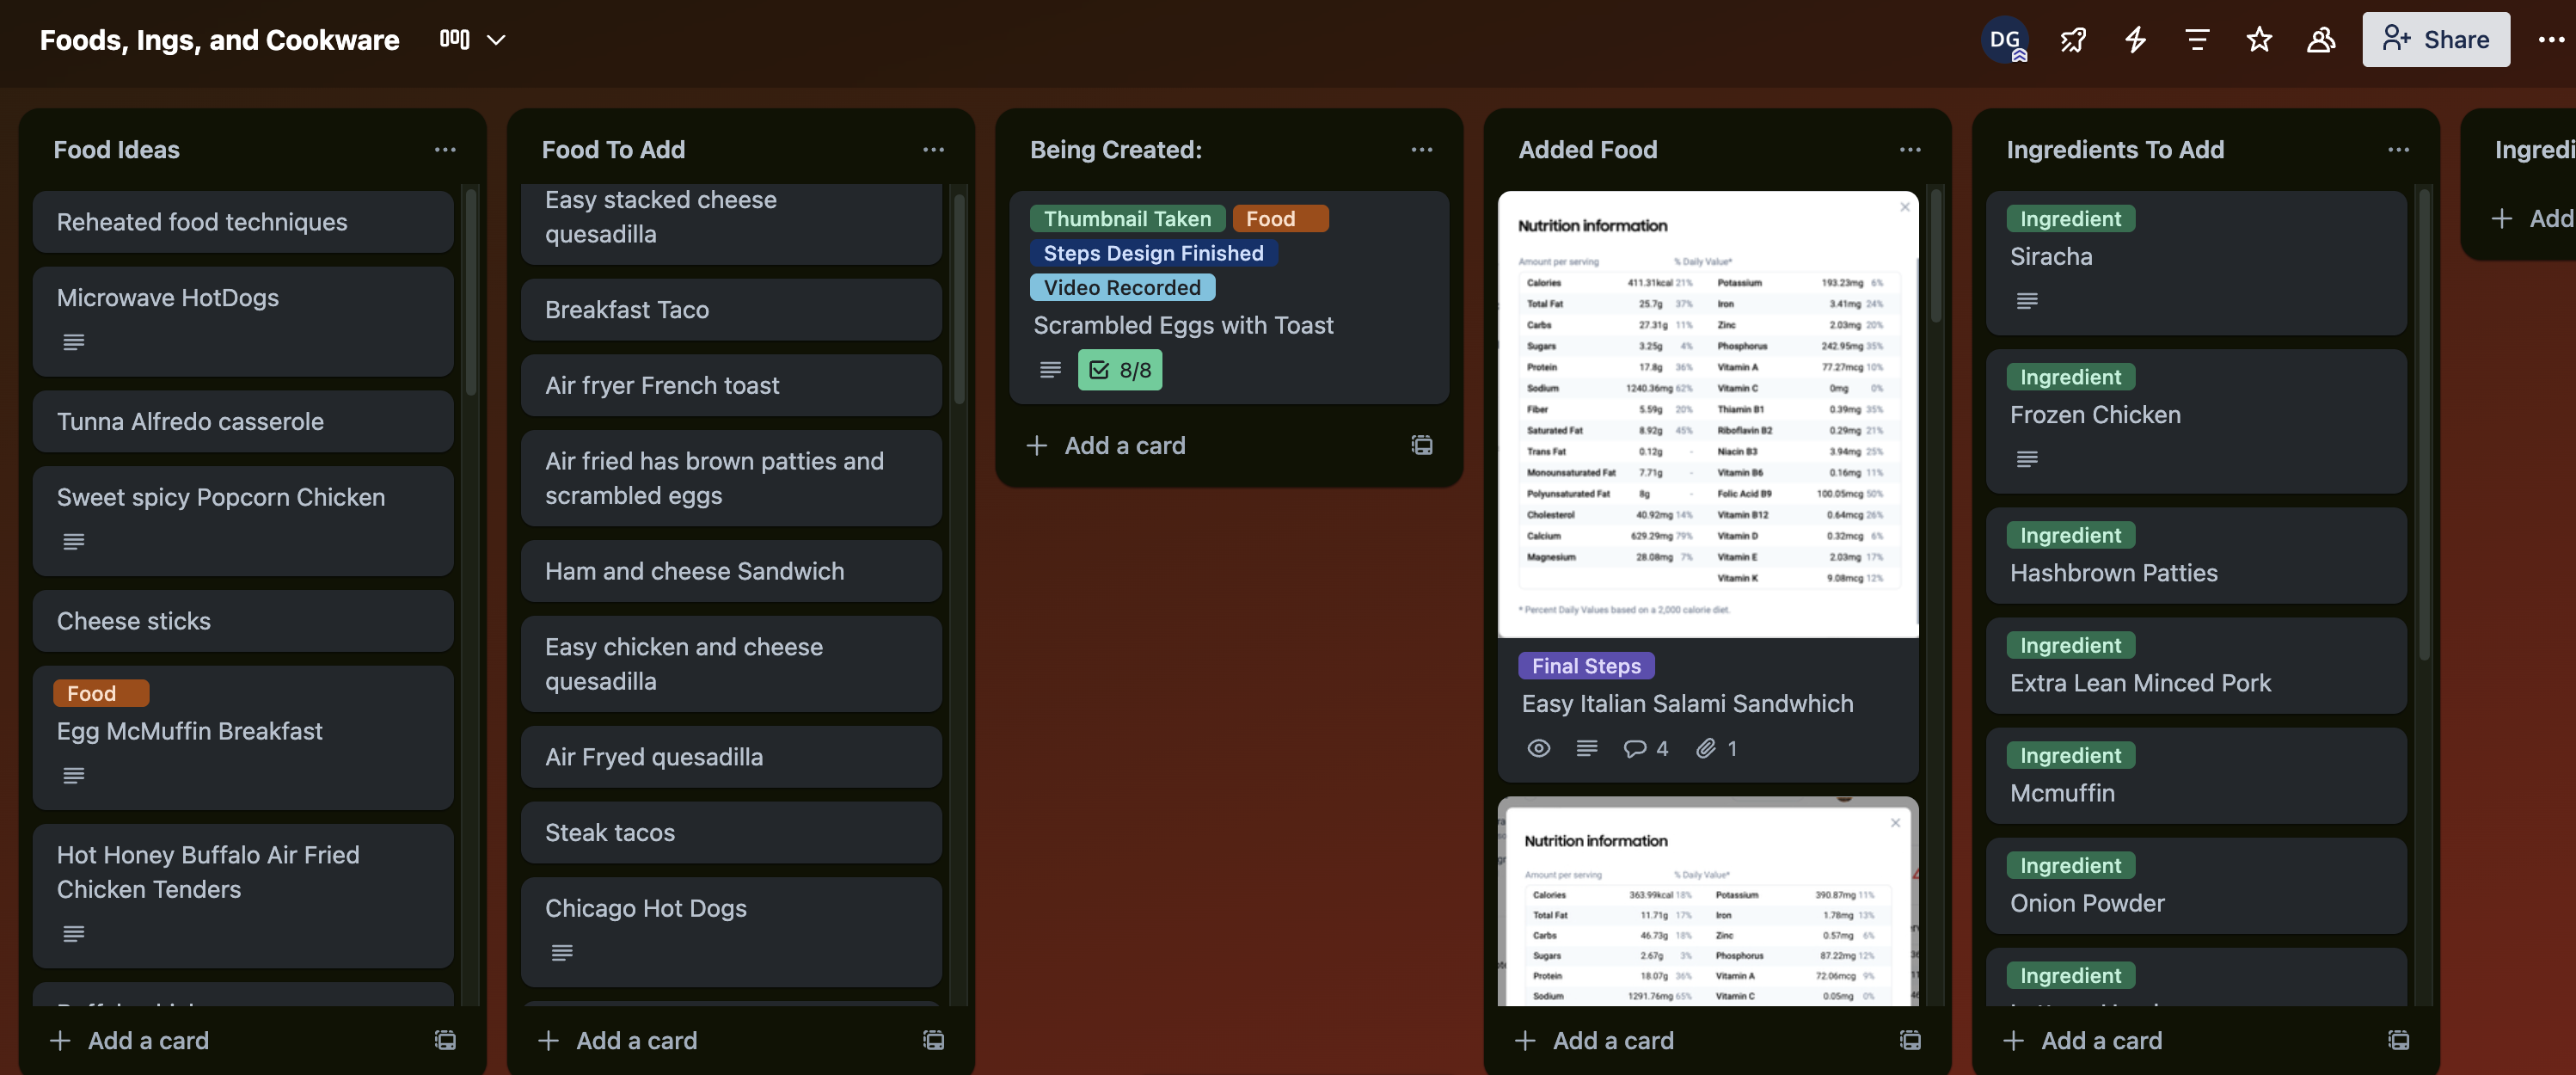 Foods, Ings, and Cookware
DG
Share
Food Ideas
Reheated food techniques
Microwave HotDogs
Tunna Alfredo casserole
Sweet spicy Popcorn Chicken
Cheese sticks
Food
Egg McMuffin Breakfast
Hot Honey Buffalo Air Fried
Chicken Tenders
Add a card
Food To Add
Easy stacked cheese
quesadilla
Breakfast Taco
Air fryer French toast
Air fried has brown patties and
scrambled eggs
Ham and cheese Sandwich
Easy chicken and cheese
quesadilla
Air Fryed quesadilla
Steak tacos
Chicago Hot Dogs
Add a card
Being Created:
Thumbnail Taken Food
Steps Design Finished
Video Recorded
Scrambled Eggs with Toast
8/8
Add a card
Added Food
Nutrition information
Amount per serving % Daily Value*
Calories 411.31kcal 21% Potassium 193.23mg 6%
Total Fat 25.7g 37% Iron 3.41mg 24%
Carbs 27.31g 11% Zinc 2.03mg 20%
Sugars 3.25g 4% Phosphorus 242.95mg 35%
Protein 17.8g 36% Vitamin A 77.27mcg 10%
Sodium 1240.36mg 62% Vitamin C 0mg 0%
Fiber 5.59g 20% Thiamin B1 0.39mg 35%
Saturated Fat 8.92g 45% Riboflavin B2 0.29mg 21%
Trans Fat 0.12g - Niacin B3 3.94mg 25%
Monounsaturated Fat 7.71g - Vitamin B6 0.16mg 11%
Polyunsaturated Fat 8g - Folic Acid B9 100.05mcg 50%
Cholesterol 40.92mg 14% Vitamin B12 0.64mcg 26%
Calcium 629.29mg 79% Vitamin D 0.32mcg 6%
Magnesium 28.08mg 7% Vitamin E 2.03mg 17%
Vitamin K 9.08mcg 12%
* Percent Daily Values based on a 2,000 calorie diet.
Final Steps
Easy Italian Salami Sandwhich
4 1
Nutrition information
Amount per serving % Daily Value*
Calories 363.99kcal 18% Potassium 390.87mg 11%
Total Fat 11.71g 17% Iron 1.78mg 13%
Carbs 46.73g 18% Zinc 0.57mg 6%
Sugars 2.67g 3% Phosphorus 87.22mg 12%
Protein 18.07g 36% Vitamin A 72.06mcg 9%
Sodium 1291.76mg 65% Vitamin C 0.05mg 0%
Add a card
Ingredients To Add
Ingredient
Siracha
Ingredient
Frozen Chicken
Ingredient
Hashbrown Patties
Ingredient
Extra Lean Minced Pork
Ingredient
Mcmuffin
Ingredient
Onion Powder
Ingredient
Add a card
Ingredi
Add